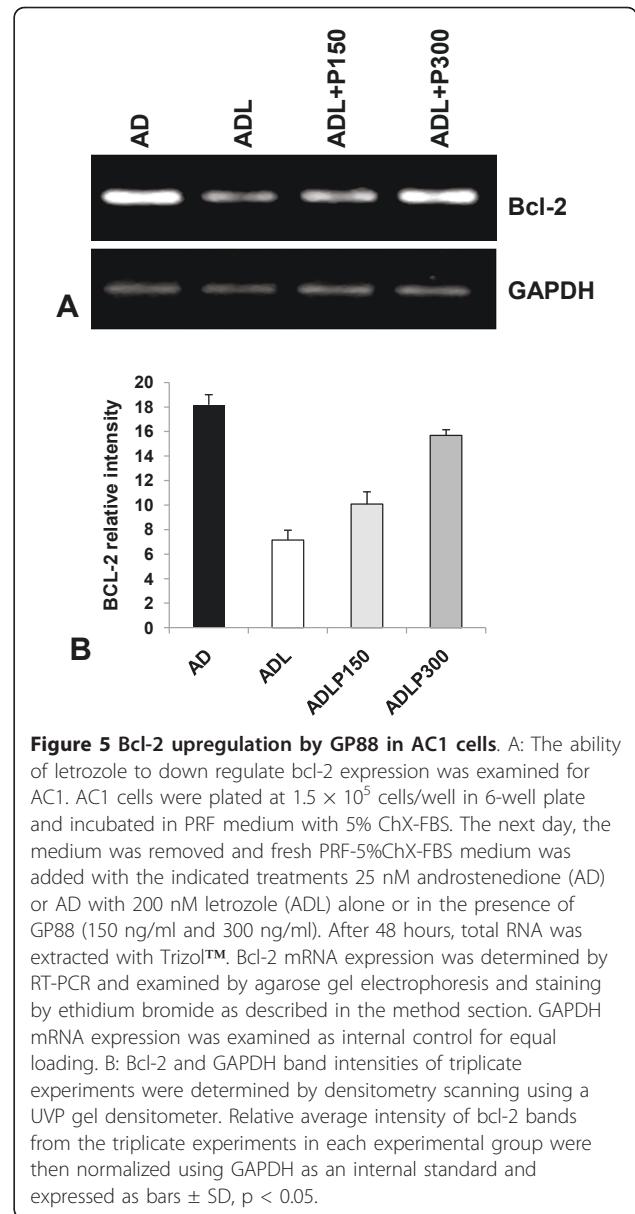 AD
ADL
ADL+P150
ADL+P300
Bcl-2
GAPDH
A
20
18
16
14
12
10
8
6
4
2
0
BCL-2 relative intensity
AD
ADL
ADLP150
ADLP300
B
Figure 5 Bcl-2 upregulation by GP88 in AC1 cells. A: The ability
of letrozole to down regulate bcl-2 expression was examined for
AC1. AC1 cells were plated at 1.5 × 10⁵ cells/well in 6-well plate
and incubated in PRF medium with 5% ChX-FBS. The next day, the
medium was removed and fresh PRF-5%ChX-FBS medium was
added with the indicated treatments 25 nM androstenedione (AD)
or AD with 200 nM letrozole (ADL) alone or in the presence of
GP88 (150 ng/ml and 300 ng/ml). After 48 hours, total RNA was
extracted with Trizol™. Bcl-2 mRNA expression was determined by
RT-PCR and examined by agarose gel electrophoresis and staining
by ethidium bromide as described in the method section. GAPDH
mRNA expression was examined as internal control for equal
loading. B: Bcl-2 and GAPDH band intensities of triplicate
experiments were determined by densitometry scanning using a
UVP gel densitometer. Relative average intensity of bcl-2 bands
from the triplicate experiments in each experimental group were
then normalized using GAPDH as an internal standard and
expressed as bars ± SD, p < 0.05.